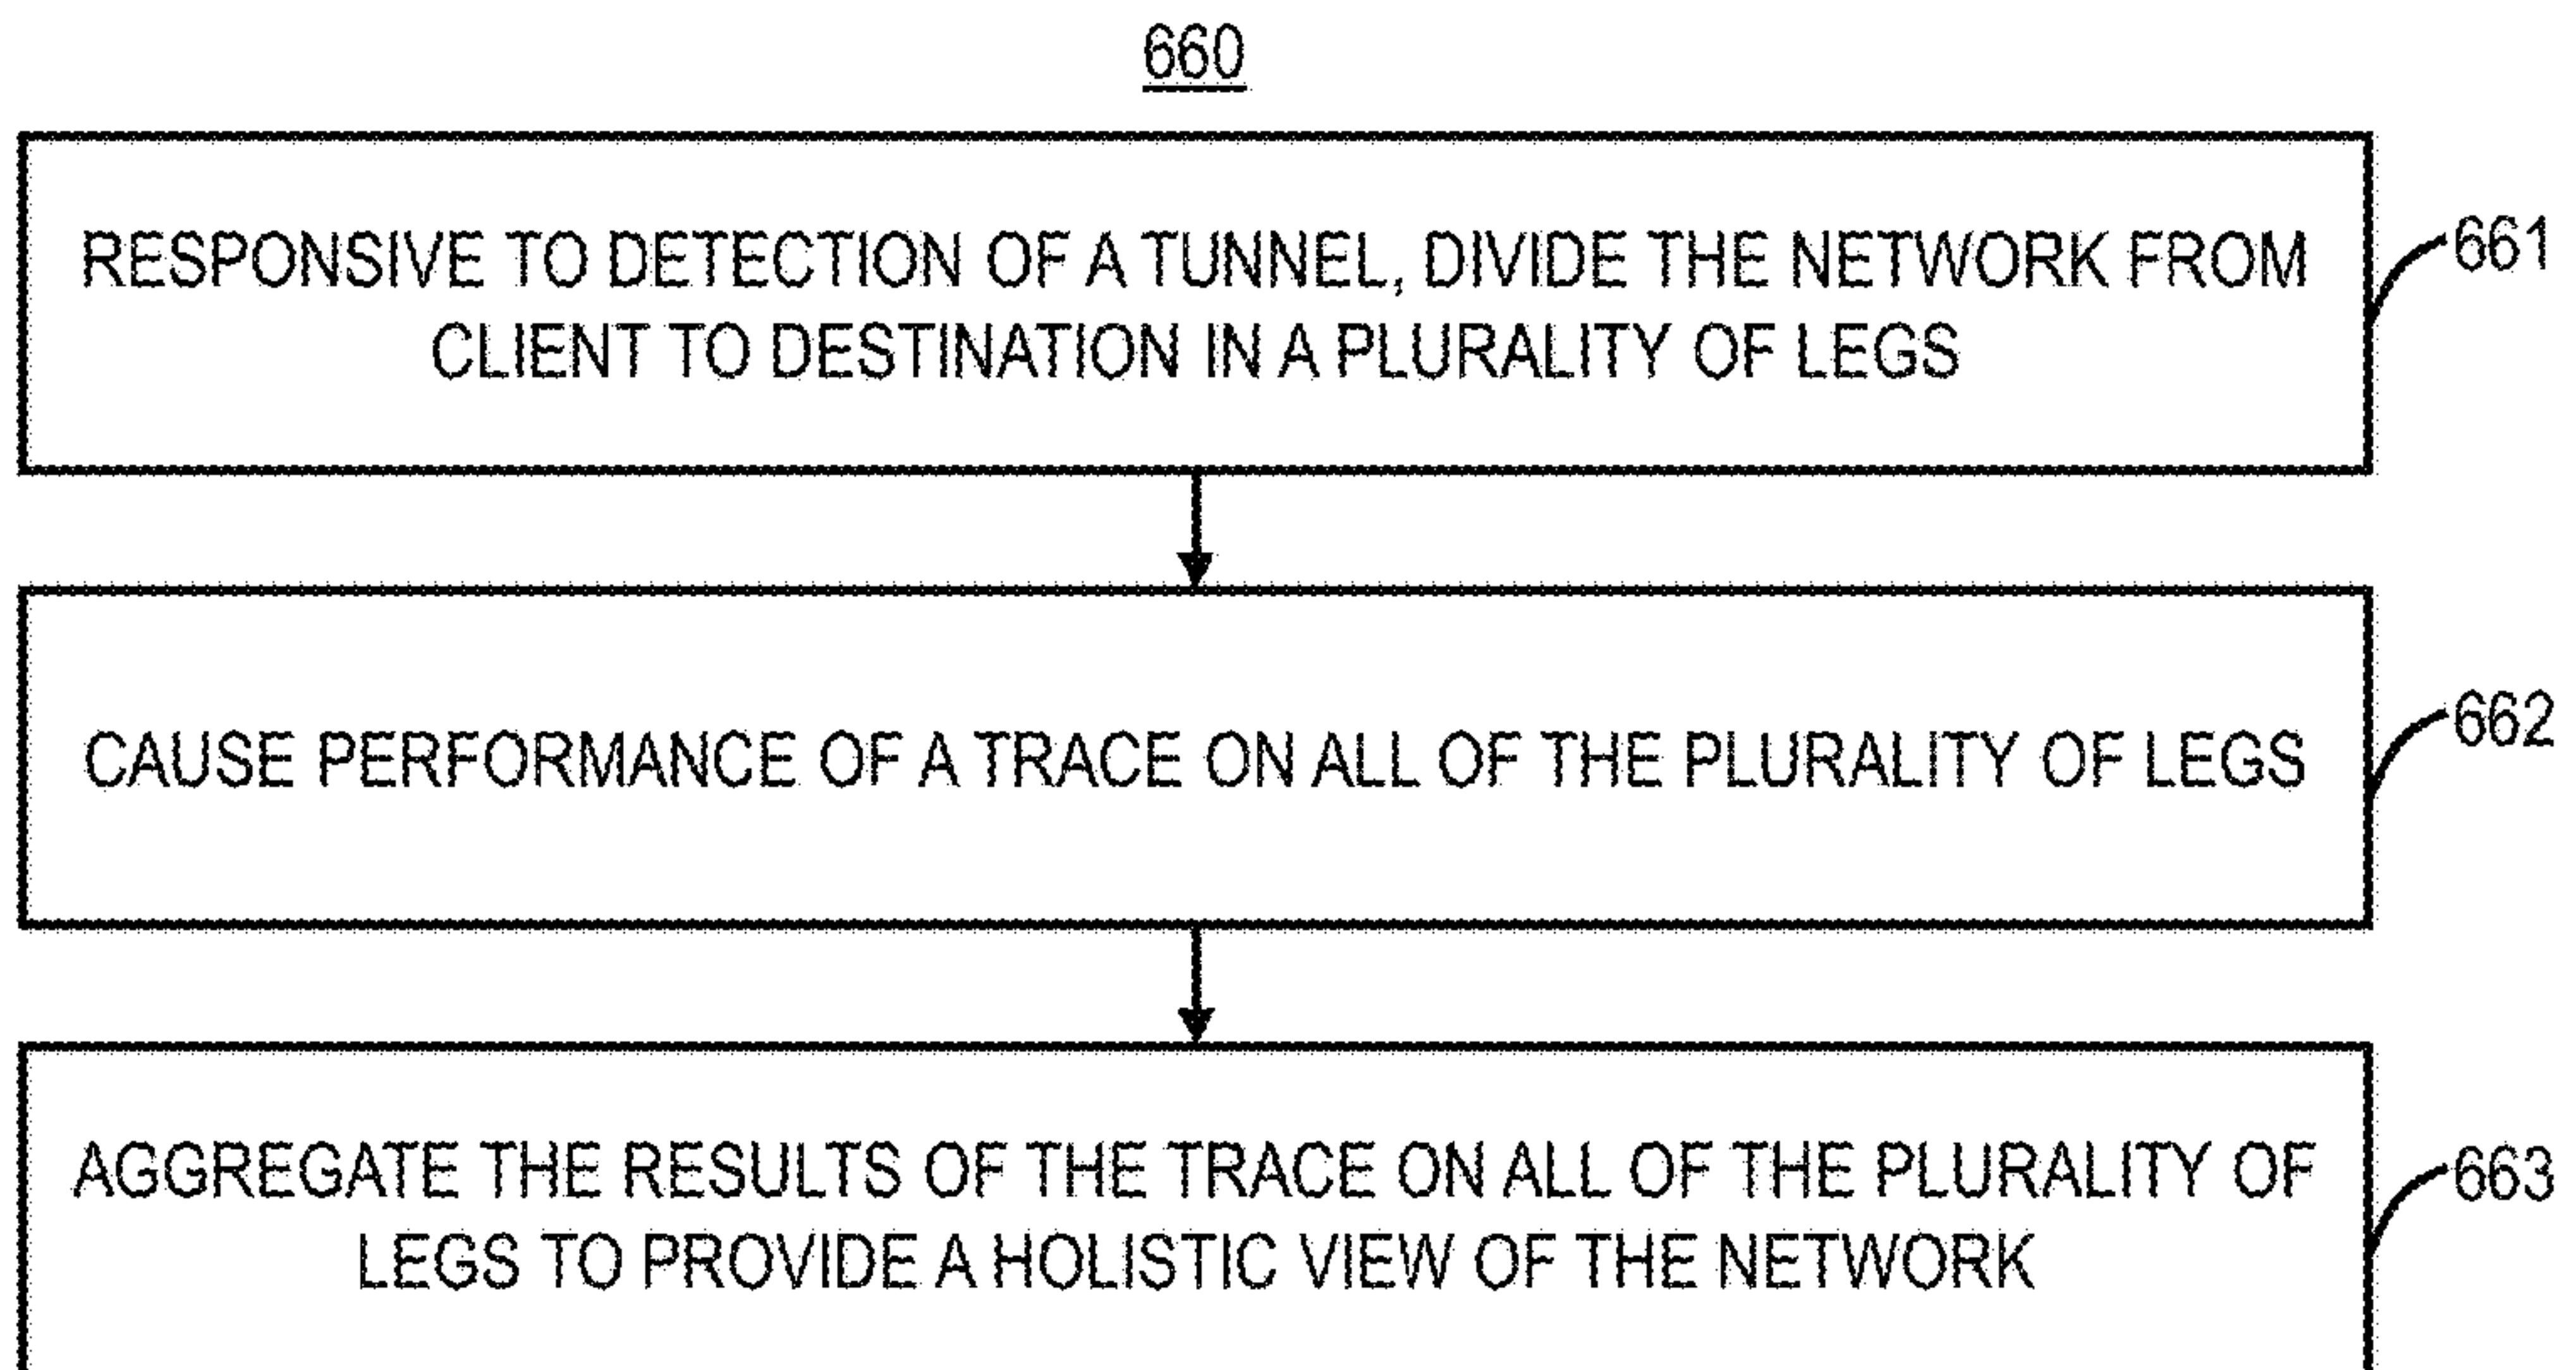 660
RESPONSIVE TO DETECTION OF A TUNNEL, DIVIDE THE NETWORK FROM
CLIENT TO DESTINATION IN A PLURALITY OF LEGS
661
CAUSE PERFORMANCE OF A TRACE ON ALL OF THE PLURALITY OF LEGS
662
AGGREGATE THE RESULTS OF THE TRACE ON ALL OF THE PLURALITY OF
LEGS TO PROVIDE A HOLISTIC VIEW OF THE NETWORK
663